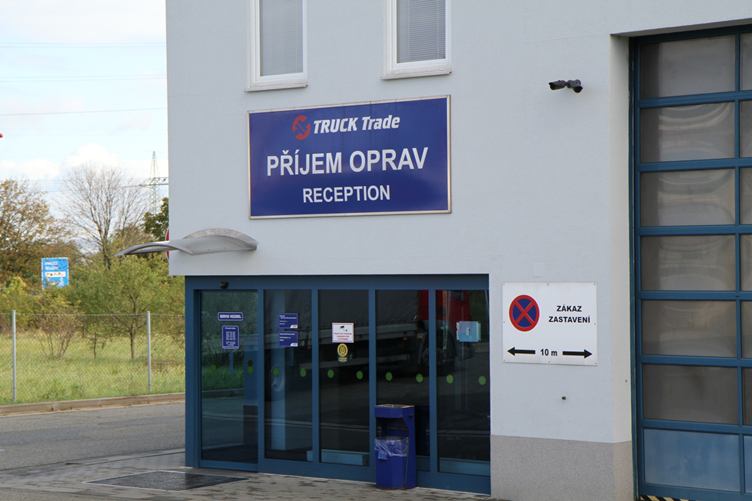 TRUCK Trade
PŘÍJEM OPRAV
RECEPTION
ZÁKAZ
ZASTAVENÍ
10 m